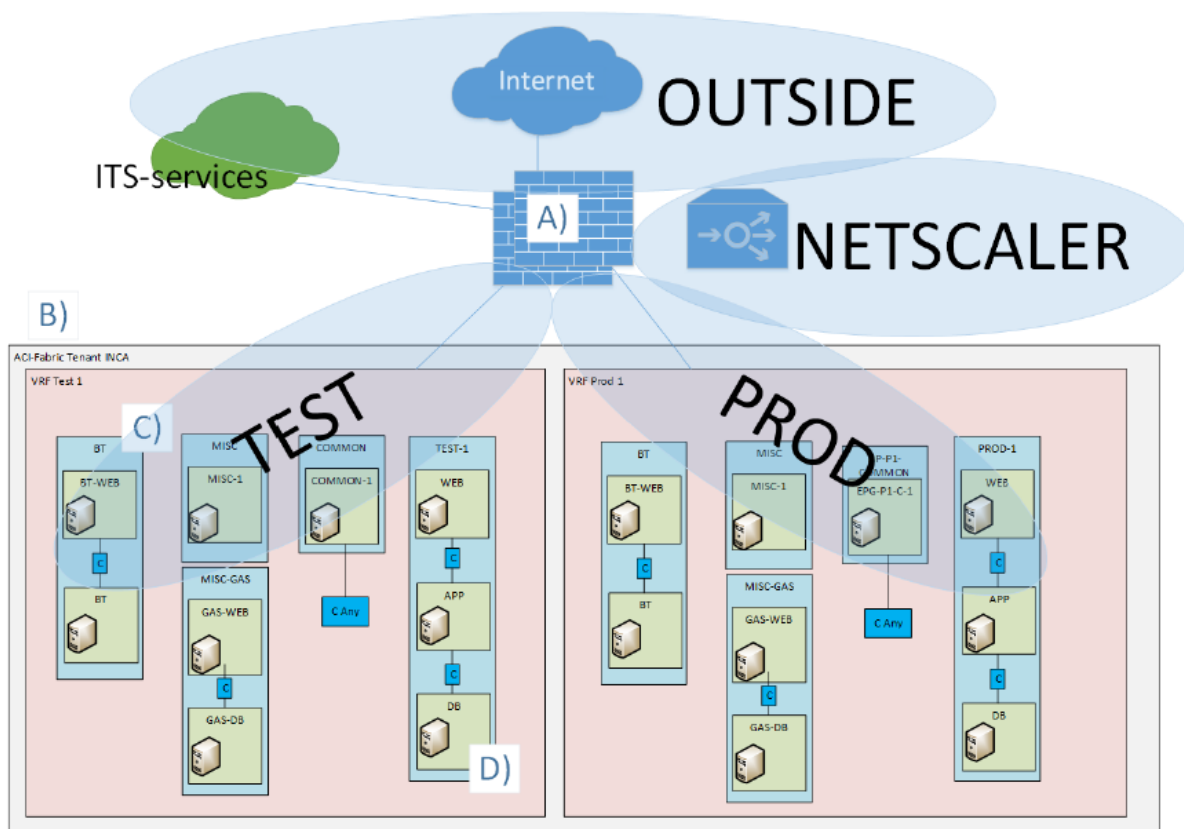 Internet
OUTSIDE
ITS-services
A)
NETSCALER
B)
ACI-Fabric Tenant INCA
VRF Test 1
TEST
C)
BT
BT-WEB
C
BT
MISC
MISC-1
MISC-GAS
GAS-WEB
C
GAS-DB
COMMON
COMMON-1
C Any
TEST-1
WEB
C
APP
C
DB
D)
VRF Prod 1
PROD
BT
BT-WEB
C
BT
MISC
MISC-1
MISC-GAS
GAS-WEB
C
GAS-DB
P-P1-
COMMON
EPG-P1-C-1
C Any
PROD-1
WEB
C
APP
C
DB